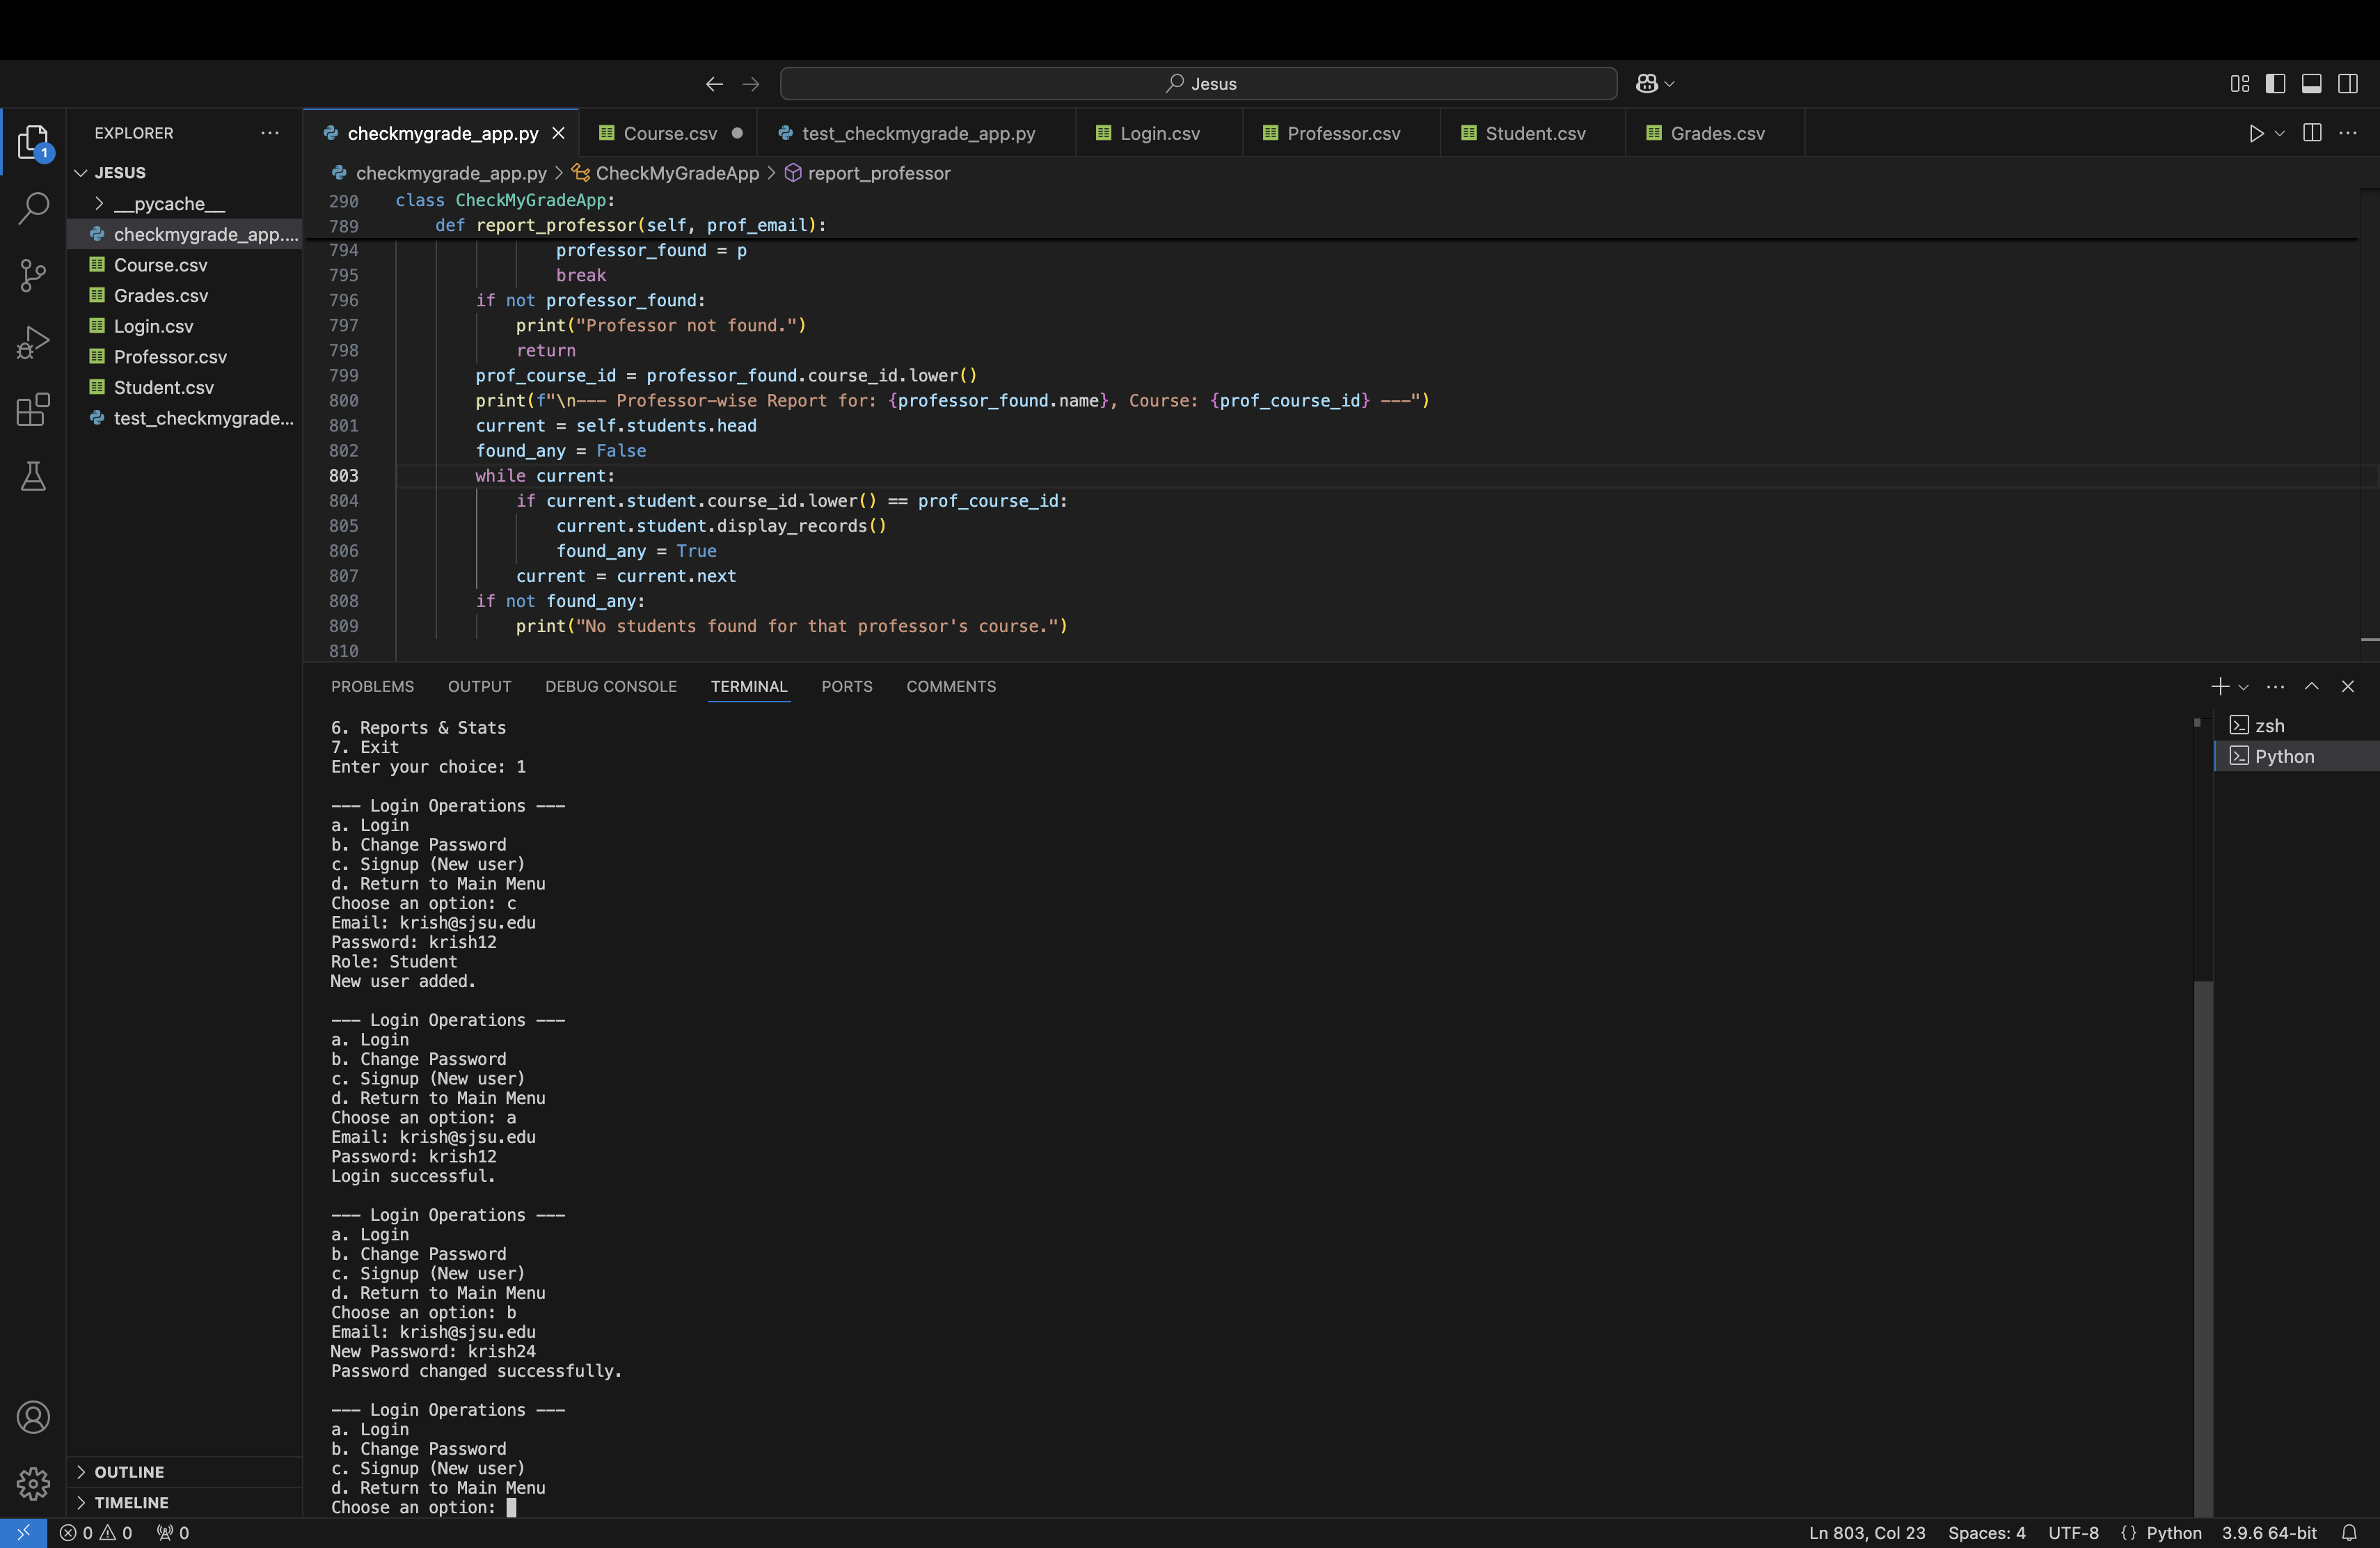 Jesus
EXPLORER
JESUS
__pycache__
checkmygrade_app....
Course.csv
Grades.csv
Login.csv
Professor.csv
Student.csv
test_checkmygrade...
OUTLINE
TIMELINE
1
checkmygrade_app.py
Course.csv
test_checkmygrade_app.py
Login.csv
Professor.csv
Student.csv
Grades.csv
checkmygrade_app.py > CheckMyGradeApp > report_professor
290 class CheckMyGradeApp:
789 def report_professor(self, prof_email):
794 professor_found = p
795 break
796 if not professor_found:
797 print("Professor not found.")
798 return
799 prof_course_id = professor_found.course_id.lower()
800 print(f"\n--- Professor-wise Report for: {professor_found.name}, Course: {prof_course_id} ---")
801 current = self.students.head
802 found_any = False
803 while current:
804 if current.student.course_id.lower() == prof_course_id:
805 current.student.display_records()
806 found_any = True
807 current = current.next
808 if not found_any:
809 print("No students found for that professor's course.")
810
PROBLEMS OUTPUT DEBUG CONSOLE TERMINAL PORTS COMMENTS
zsh
Python
6. Reports & Stats
7. Exit
Enter your choice: 1
--- Login Operations ---
a. Login
b. Change Password
c. Signup (New user)
d. Return to Main Menu
Choose an option: c
Email: krish@sjsu.edu
Password: krish12
Role: Student
New user added.
--- Login Operations ---
a. Login
b. Change Password
c. Signup (New user)
d. Return to Main Menu
Choose an option: a
Email: krish@sjsu.edu
Password: krish12
Login successful.
--- Login Operations ---
a. Login
b. Change Password
c. Signup (New user)
d. Return to Main Menu
Choose an option: b
Email: krish@sjsu.edu
New Password: krish24
Password changed successfully.
--- Login Operations ---
a. Login
b. Change Password
c. Signup (New user)
d. Return to Main Menu
Choose an option:
0 0 0 Ln 803, Col 23 Spaces: 4 UTF-8 {} Python 3.9.6 64-bit